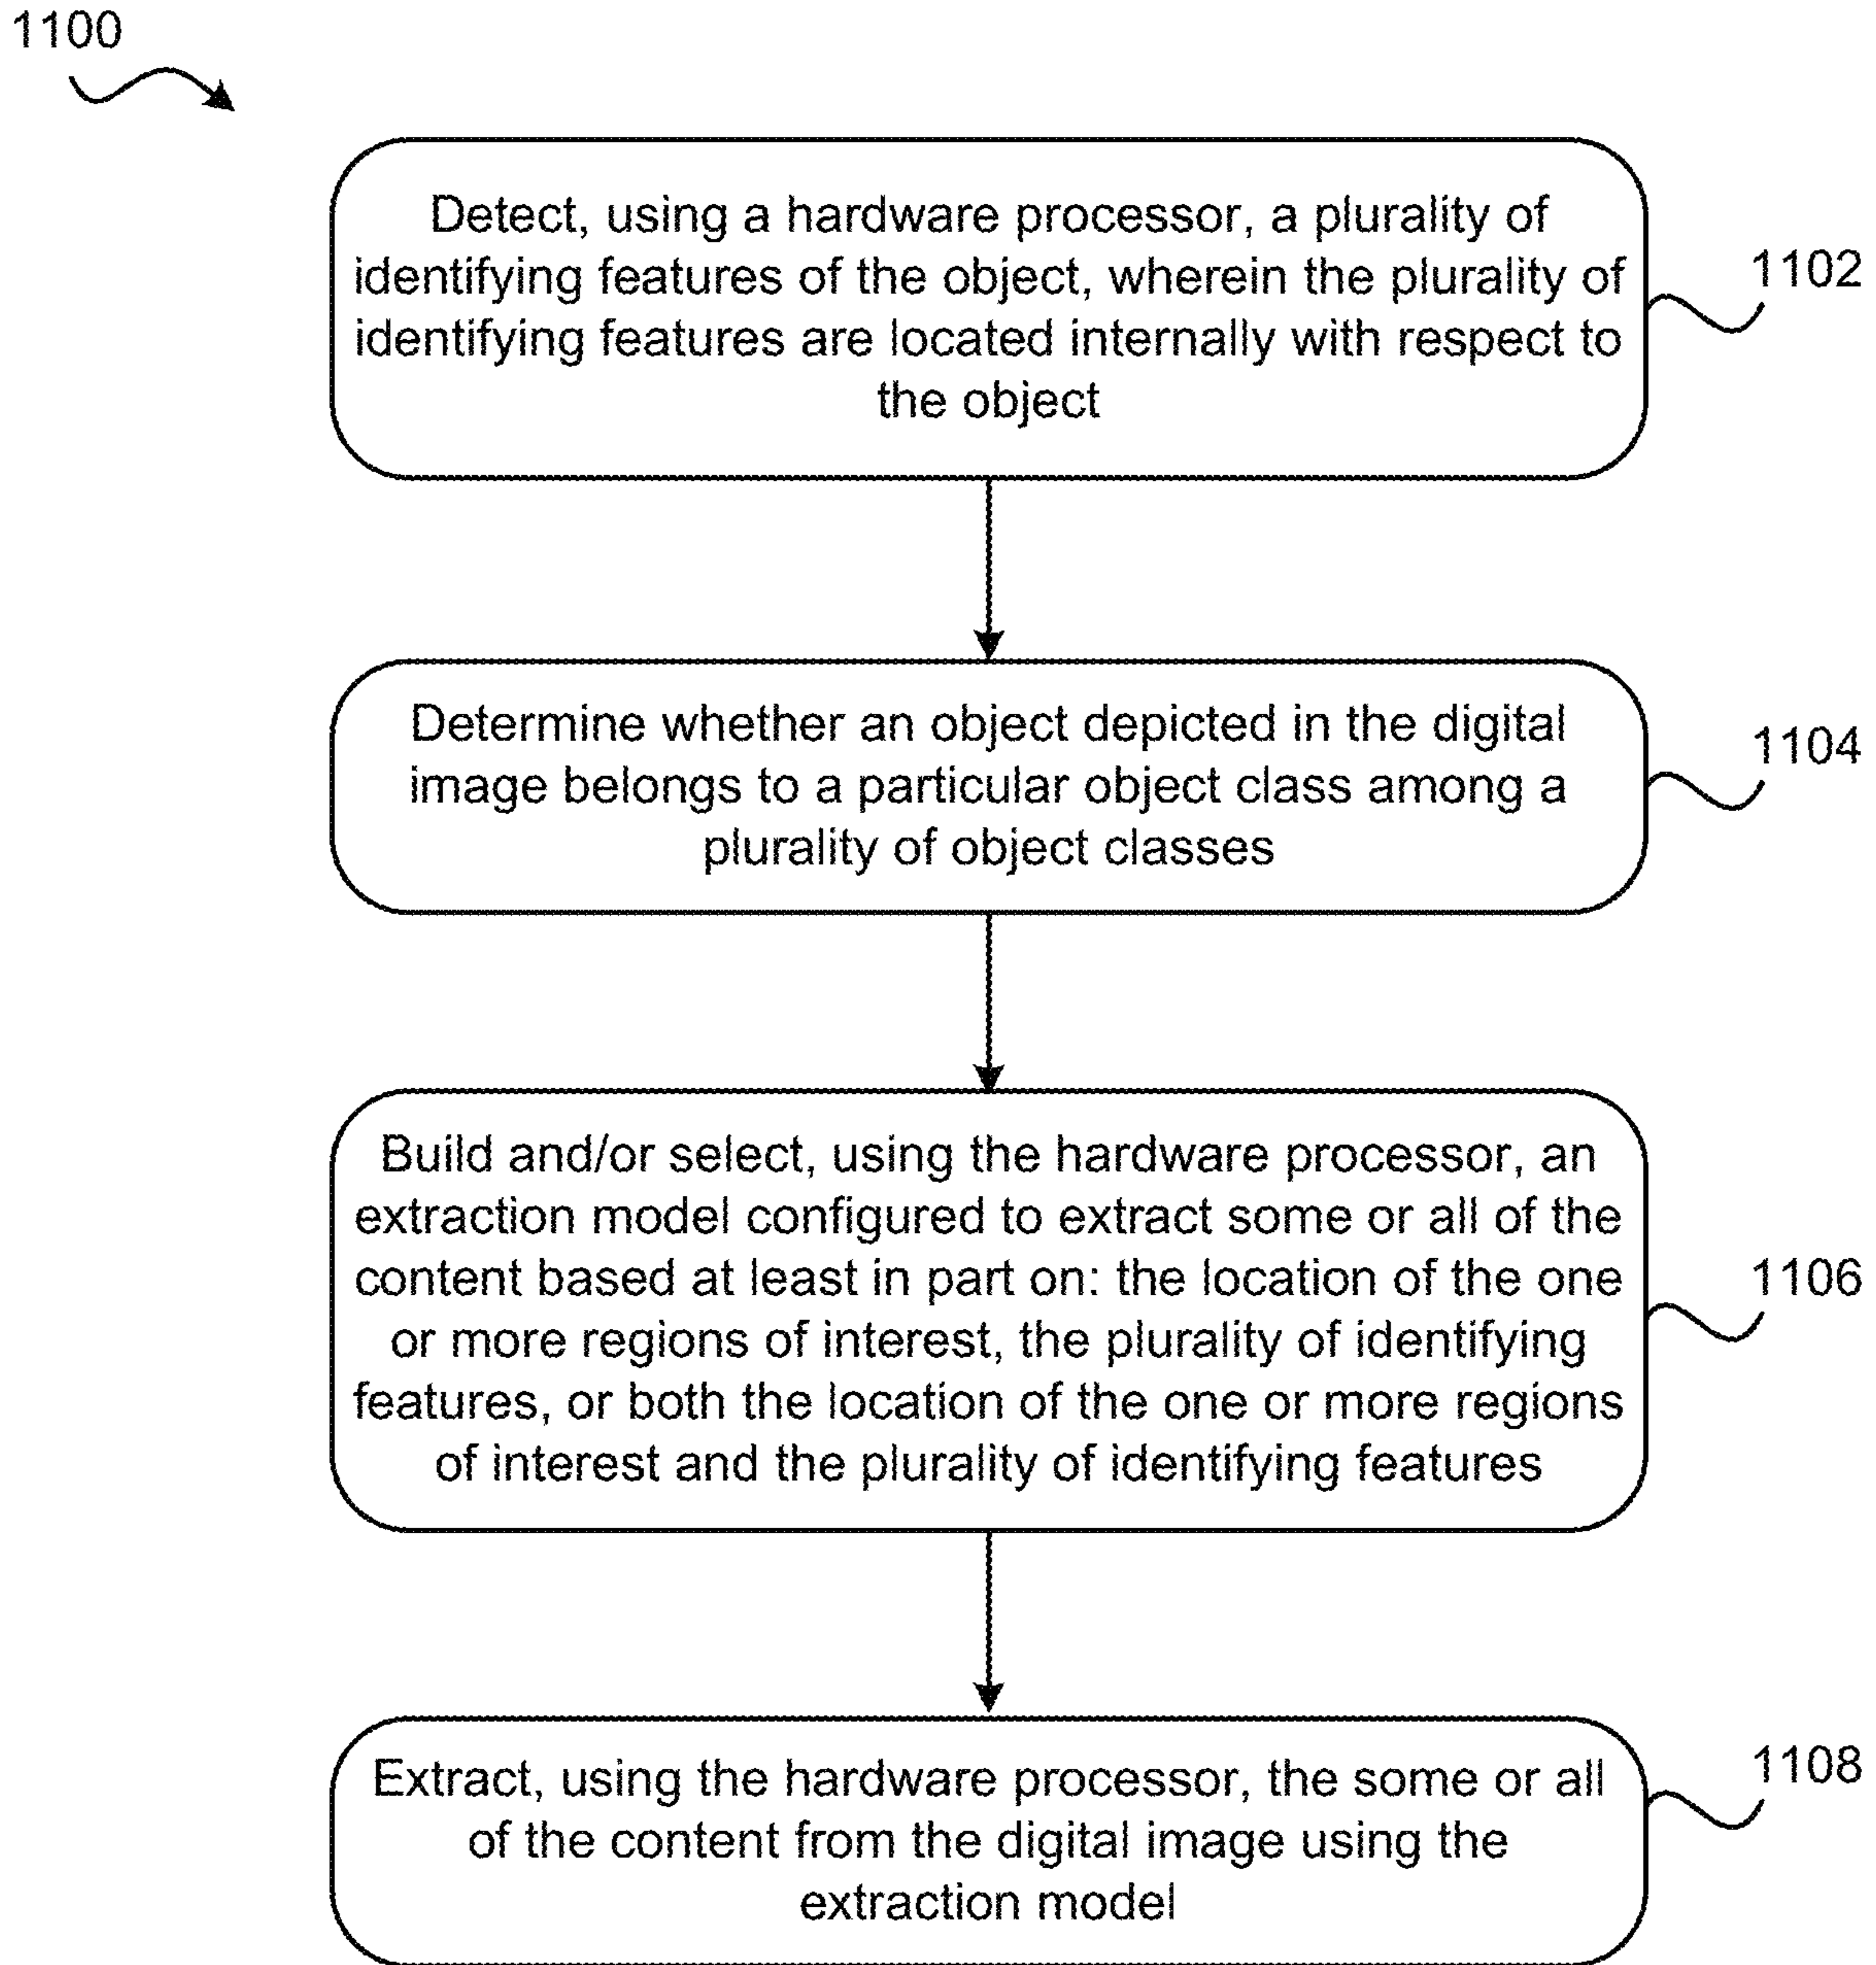 1100
Detect, using a hardware processor, a plurality of
identifying features of the object, wherein the plurality of
identifying features are located internally with respect to
the object
1102
Determine whether an object depicted in the digital
image belongs to a particular object class among a
plurality of object classes
1104
Build and/or select, using the hardware processor, an
extraction model configured to extract some or all of the
content based at least in part on: the location of the one
or more regions of interest, the plurality of identifying
features, or both the location of the one or more regions
of interest and the plurality of identifying features
1106
Extract, using the hardware processor, the some or all
of the content from the digital image using the
extraction model
1108